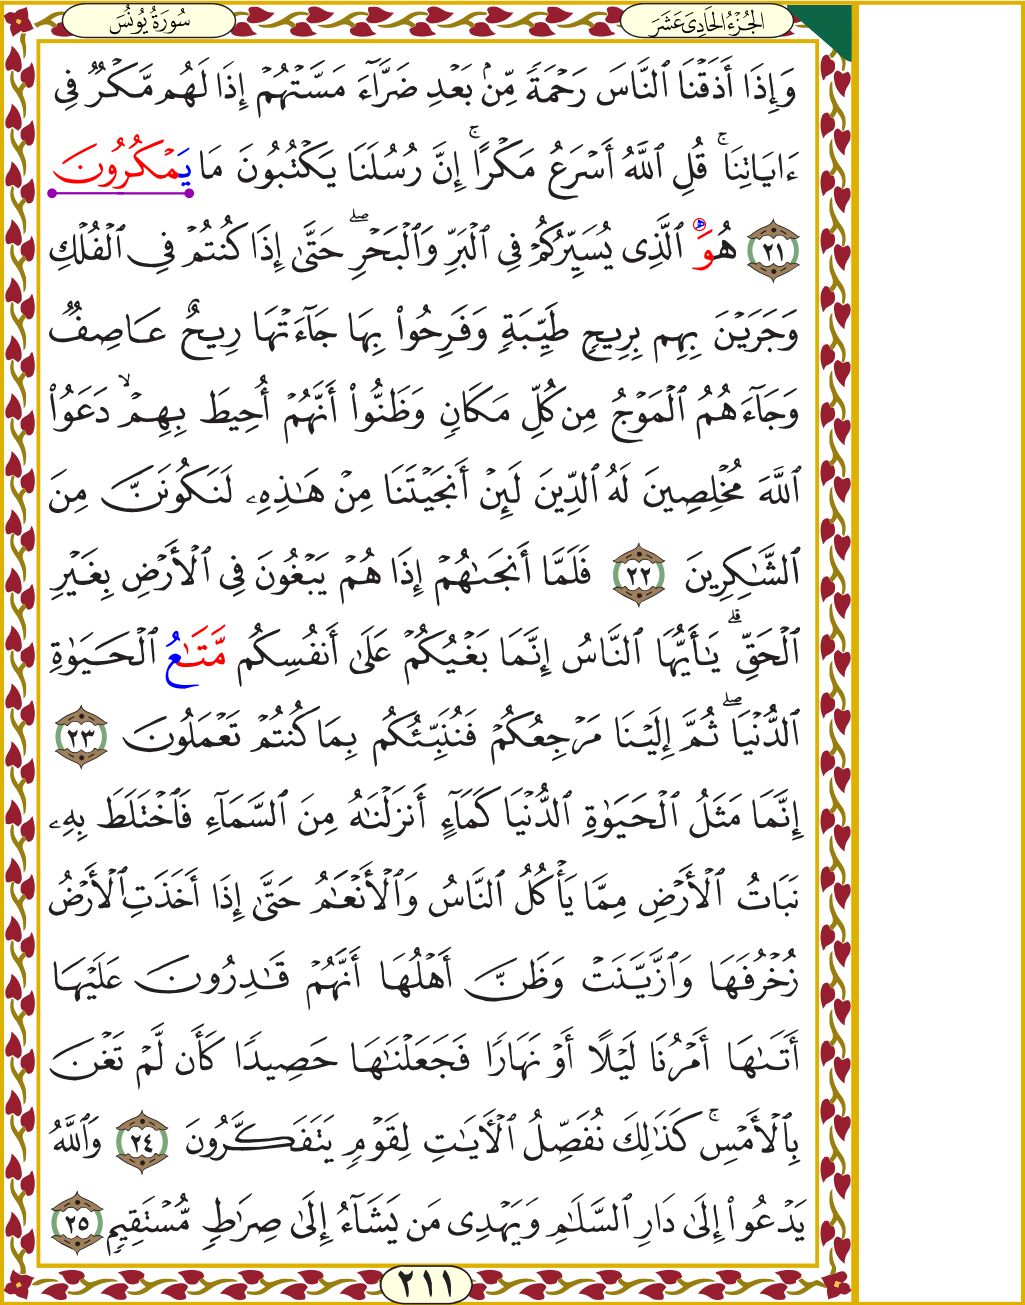 الجُزْءُ الحَادِيَ عَشَرَ
سُورَةُ يُونُسَ
وَإِذَا أَذَقْنَا ٱلنَّاسَ رَحْمَةً مِّنۢ بَعْدِ ضَرَّآءَ مَسَّتْهُمْ إِذَا لَهُم مَّكْرٌ فِى
ءَايَاتِنَا ۚ قُلِ ٱللَّهُ أَسْرَعُ مَكْرًا ۚ إِنَّ رُسُلَنَا يَكْتُبُونَ مَا يَمْكُرُونَ
٢١ هُوَ ٱلَّذِى يُسَيِّرُكُمْ فِى ٱلْبَرِّ وَٱلْبَحْرِ ۖ حَتَّىٰٓ إِذَا كُنتُمْ فِى ٱلْفُلْكِ
وَجَرَيْنَ بِهِم بِرِيحٍ طَيِّبَةٍ وَفَرِحُوا۟ بِهَا جَآءَتْهَا رِيحٌ عَاصِفٌ
وَجَآءَهُمُ ٱلْمَوْجُ مِن كُلِّ مَكَانٍ وَظَنُّوٓا۟ أَنَّهُمْ أُحِيطَ بِهِمْ ۙ دَعَوُا۟
ٱللَّهَ مُخْلِصِينَ لَهُ ٱلدِّينَ لَئِنْ أَنجَيْتَنَا مِنْ هَـٰذِهِۦ لَنَكُونَنَّ مِنَ
ٱلشَّـٰكِرِينَ ٢٢ فَلَمَّآ أَنجَىٰهُمْ إِذَا هُمْ يَبْغُونَ فِى ٱلْأَرْضِ بِغَيْرِ
ٱلْحَقِّ ۗ يَـٰٓأَيُّهَا ٱلنَّاسُ إِنَّمَا بَغْيُكُمْ عَلَىٰٓ أَنفُسِكُم مَّتَـٰعُ ٱلْحَيَوٰةِ
ٱلدُّنْيَا ۖ ثُمَّ إِلَيْنَا مَرْجِعُكُمْ فَنُنَبِّئُكُم بِمَا كُنتُمْ تَعْمَلُونَ ٢٣
إِنَّمَا مَثَلُ ٱلْحَيَوٰةِ ٱلدُّنْيَا كَمَآءٍ أَنزَلْنَـٰهُ مِنَ ٱلسَّمَآءِ فَٱخْتَلَطَ بِهِۦ
نَبَاتُ ٱلْأَرْضِ مِمَّا يَأْكُلُ ٱلنَّاسُ وَٱلْأَنْعَـٰمُ حَتَّىٰٓ إِذَآ أَخَذَتِ ٱلْأَرْضُ
زُخْرُفَهَا وَٱزَّيَّنَتْ وَظَنَّ أَهْلُهَآ أَنَّهُمْ قَـٰدِرُونَ عَلَيْهَآ
أَتَىٰهَآ أَمْرُنَا لَيْلًا أَوْ نَهَارًا فَجَعَلْنَـٰهَا حَصِيدًا كَأَن لَّمْ تَغْنَ
بِٱلْأَمْسِ ۚ كَذَٰلِكَ نُفَصِّلُ ٱلْـَٔايَـٰتِ لِقَوْمٍ يَتَفَكَّرُونَ ٢٤ وَٱللَّهُ
يَدْعُوٓا۟ إِلَىٰ دَارِ ٱلسَّلَـٰمِ وَيَهْدِى مَن يَشَآءُ إِلَىٰ صِرَٰطٍ مُّسْتَقِيمٍ ٢٥
٢١١